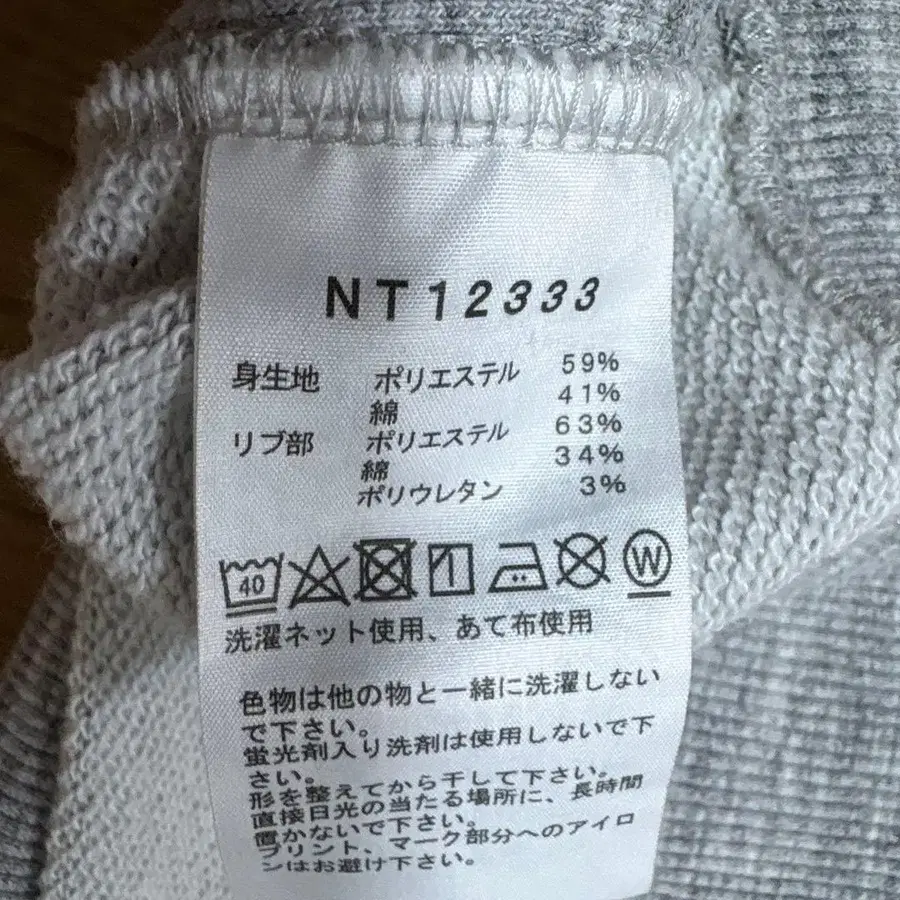 NT12333
身生地 ポリエステル 59%
綿 41%
リブ部 ポリエステル 63%
綿 34%
ポリウレタン 3%
40 W
洗濯ネット使用、あて布使用
色物は他の物と一緒に洗濯しない
で下さい。
蛍光剤入り洗剤は使用しないで下
さい。
形を整えてから干して下さい。
直接日光の当たる場所に、長時間
置かないで下さい。
プリント、マーク部分へのアイロ
ンはお避け下さい。